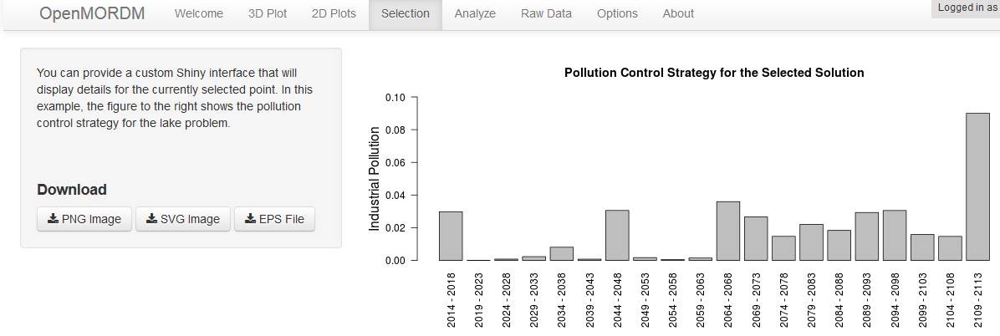 OpenMORDM Welcome 3D Plot 2D Plots Selection Analyze Raw Data Options About Logged in as
You can provide a custom Shiny interface that will
display details for the currently selected point. In this
example, the figure to the right shows the pollution
control strategy for the lake problem.
Download
PNG Image SVG Image EPS File
Pollution Control Strategy for the Selected Solution
Industrial Pollution
0.10
0.08
0.06
0.04
0.02
0.00
2014 - 2018
2019 - 2023
2024 - 2028
2029 - 2033
2034 - 2038
2039 - 2043
2044 - 2048
2049 - 2053
2054 - 2058
2059 - 2063
2064 - 2068
2069 - 2073
2074 - 2078
2079 - 2083
2084 - 2088
2089 - 2093
2094 - 2098
2099 - 2103
2104 - 2108
2109 - 2113